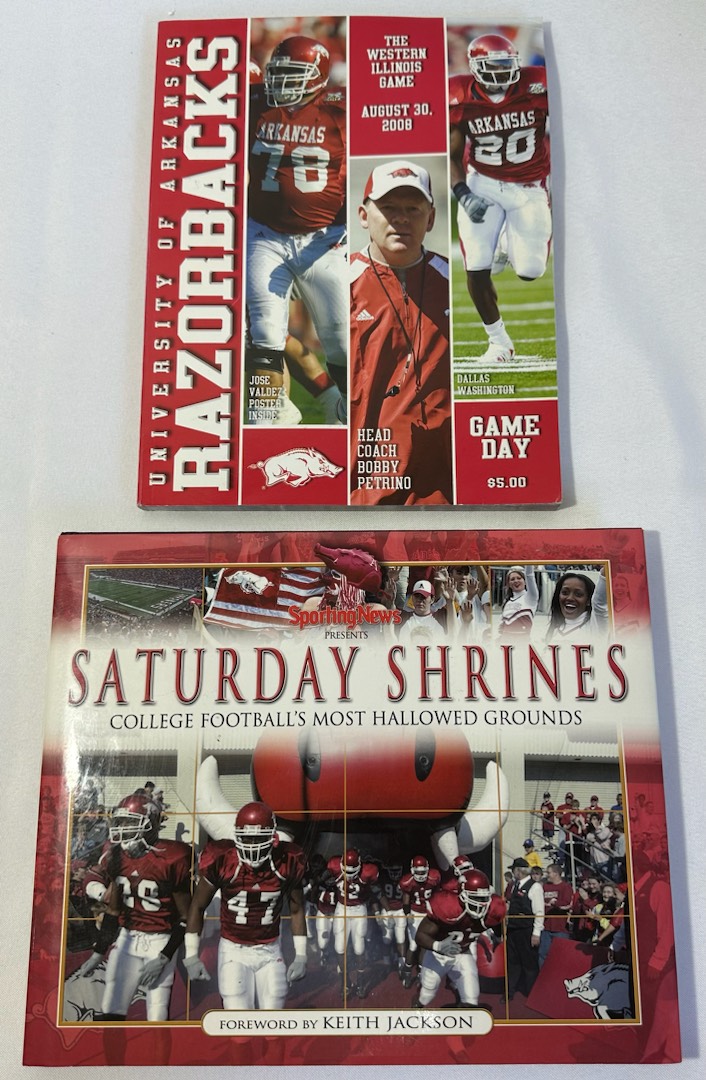 UNIVERSITY OF ARKANSAS
RAZORBACKS
THE
WESTERN
ILLINOIS
GAME
AUGUST 30,
2008
ARKANSAS
78
ARKANSAS
20
JOSE
VALDEZ
POSTER
INSIDE
DALLAS
WASHINGTON
HEAD
COACH
BOBBY
PETRINO
GAME
DAY
$5.00
Sporting News
PRESENTS
SATURDAY SHRINES
COLLEGE FOOTBALL'S MOST HALLOWED GROUNDS
47
FOREWORD BY KEITH JACKSON